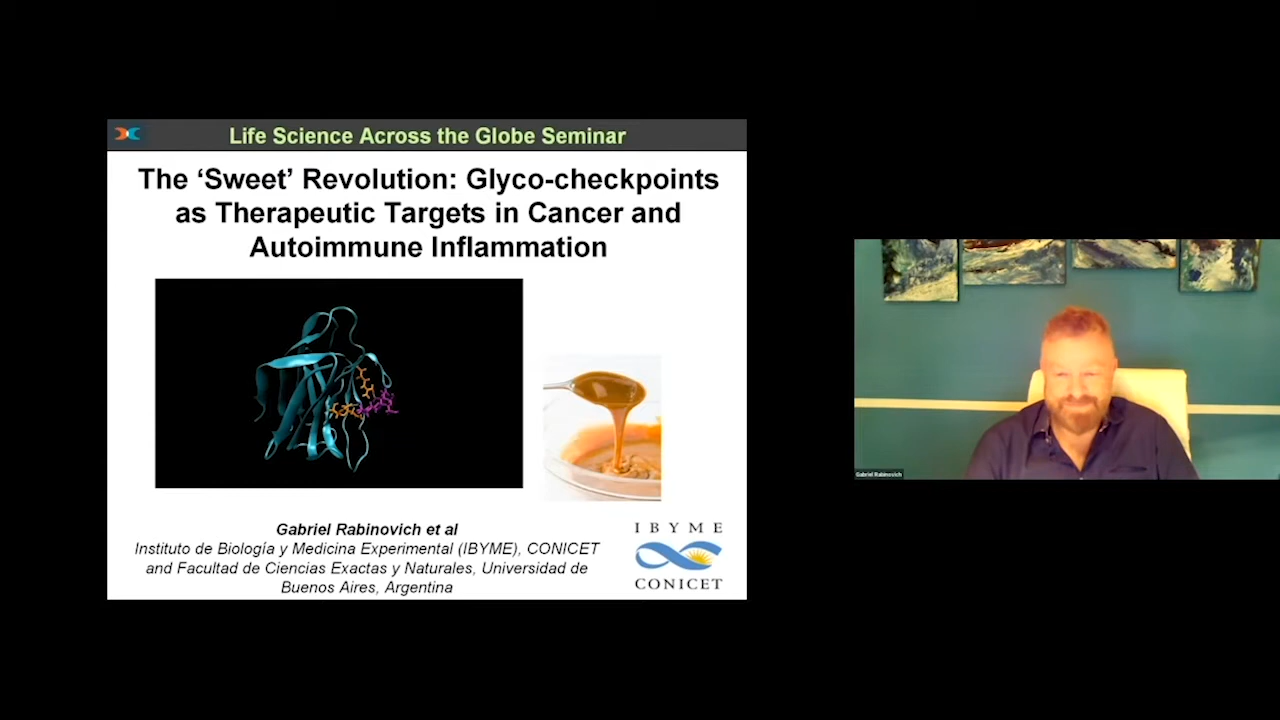 Life Science Across the Globe Seminar
The ‘Sweet’ Revolution: Glyco-checkpoints
as Therapeutic Targets in Cancer and
Autoimmune Inflammation
Gabriel Rabinovich et al
Instituto de Biología y Medicina Experimental (IBYME), CONICET
and Facultad de Ciencias Exactas y Naturales, Universidad de
Buenos Aires, Argentina
IBYME
CONICET
Gabriel Rabinovich